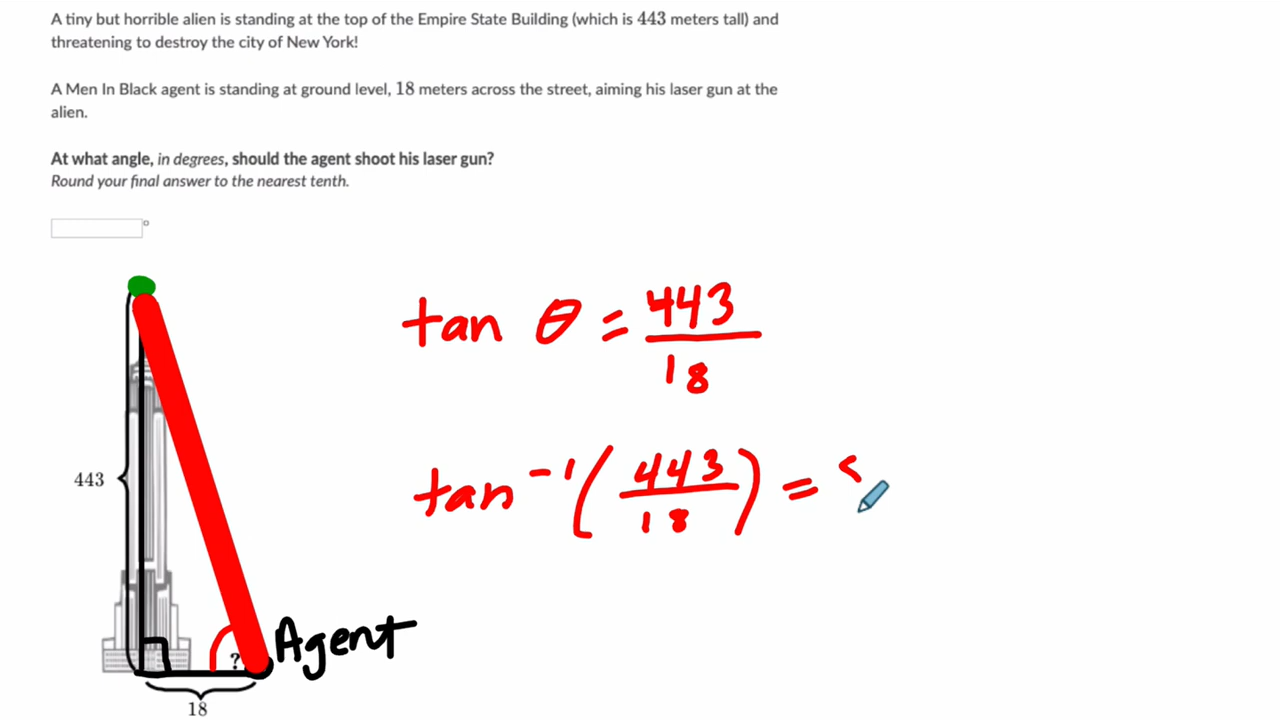 A tiny but horrible alien is standing at the top of the Empire State Building (which is 443 meters tall) and
threatening to destroy the city of New York!
A Men In Black agent is standing at ground level, 18 meters across the street, aiming his laser gun at the
alien.
At what angle, in degrees, should the agent shoot his laser gun?
Round your final answer to the nearest tenth.
°
tan θ = 443/18
443
tan⁻¹(443/18) =
Agent
?
18